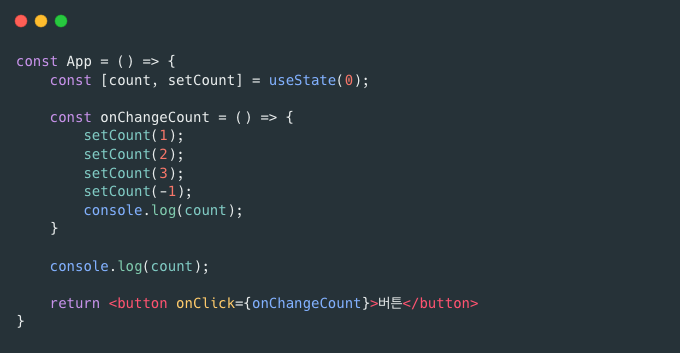 const App = () => {
    const [count, setCount] = useState(0);
    const onChangeCount = () => {
        setCount(1);
        setCount(2);
        setCount(3);
        setCount(-1);
        console.log(count);
    }
    console.log(count);
    return <button onClick={onChangeCount}>버튼</button>
}